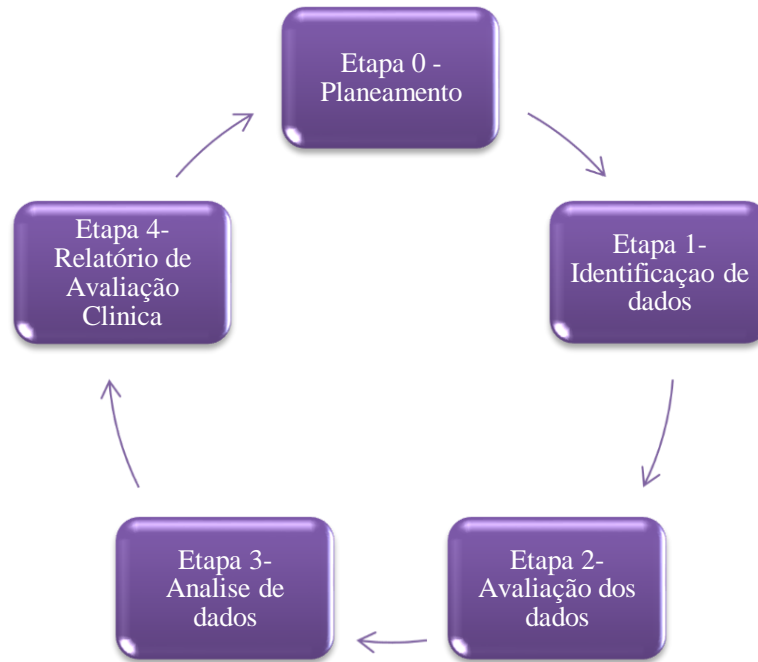 Etapa 0 -
Planeamento
Etapa 1-
Identificaçao de
dados
Etapa 2-
Avaliação dos
dados
Etapa 3-
Analise de
dados
Etapa 4-
Relatório de
Avaliação
Clinica